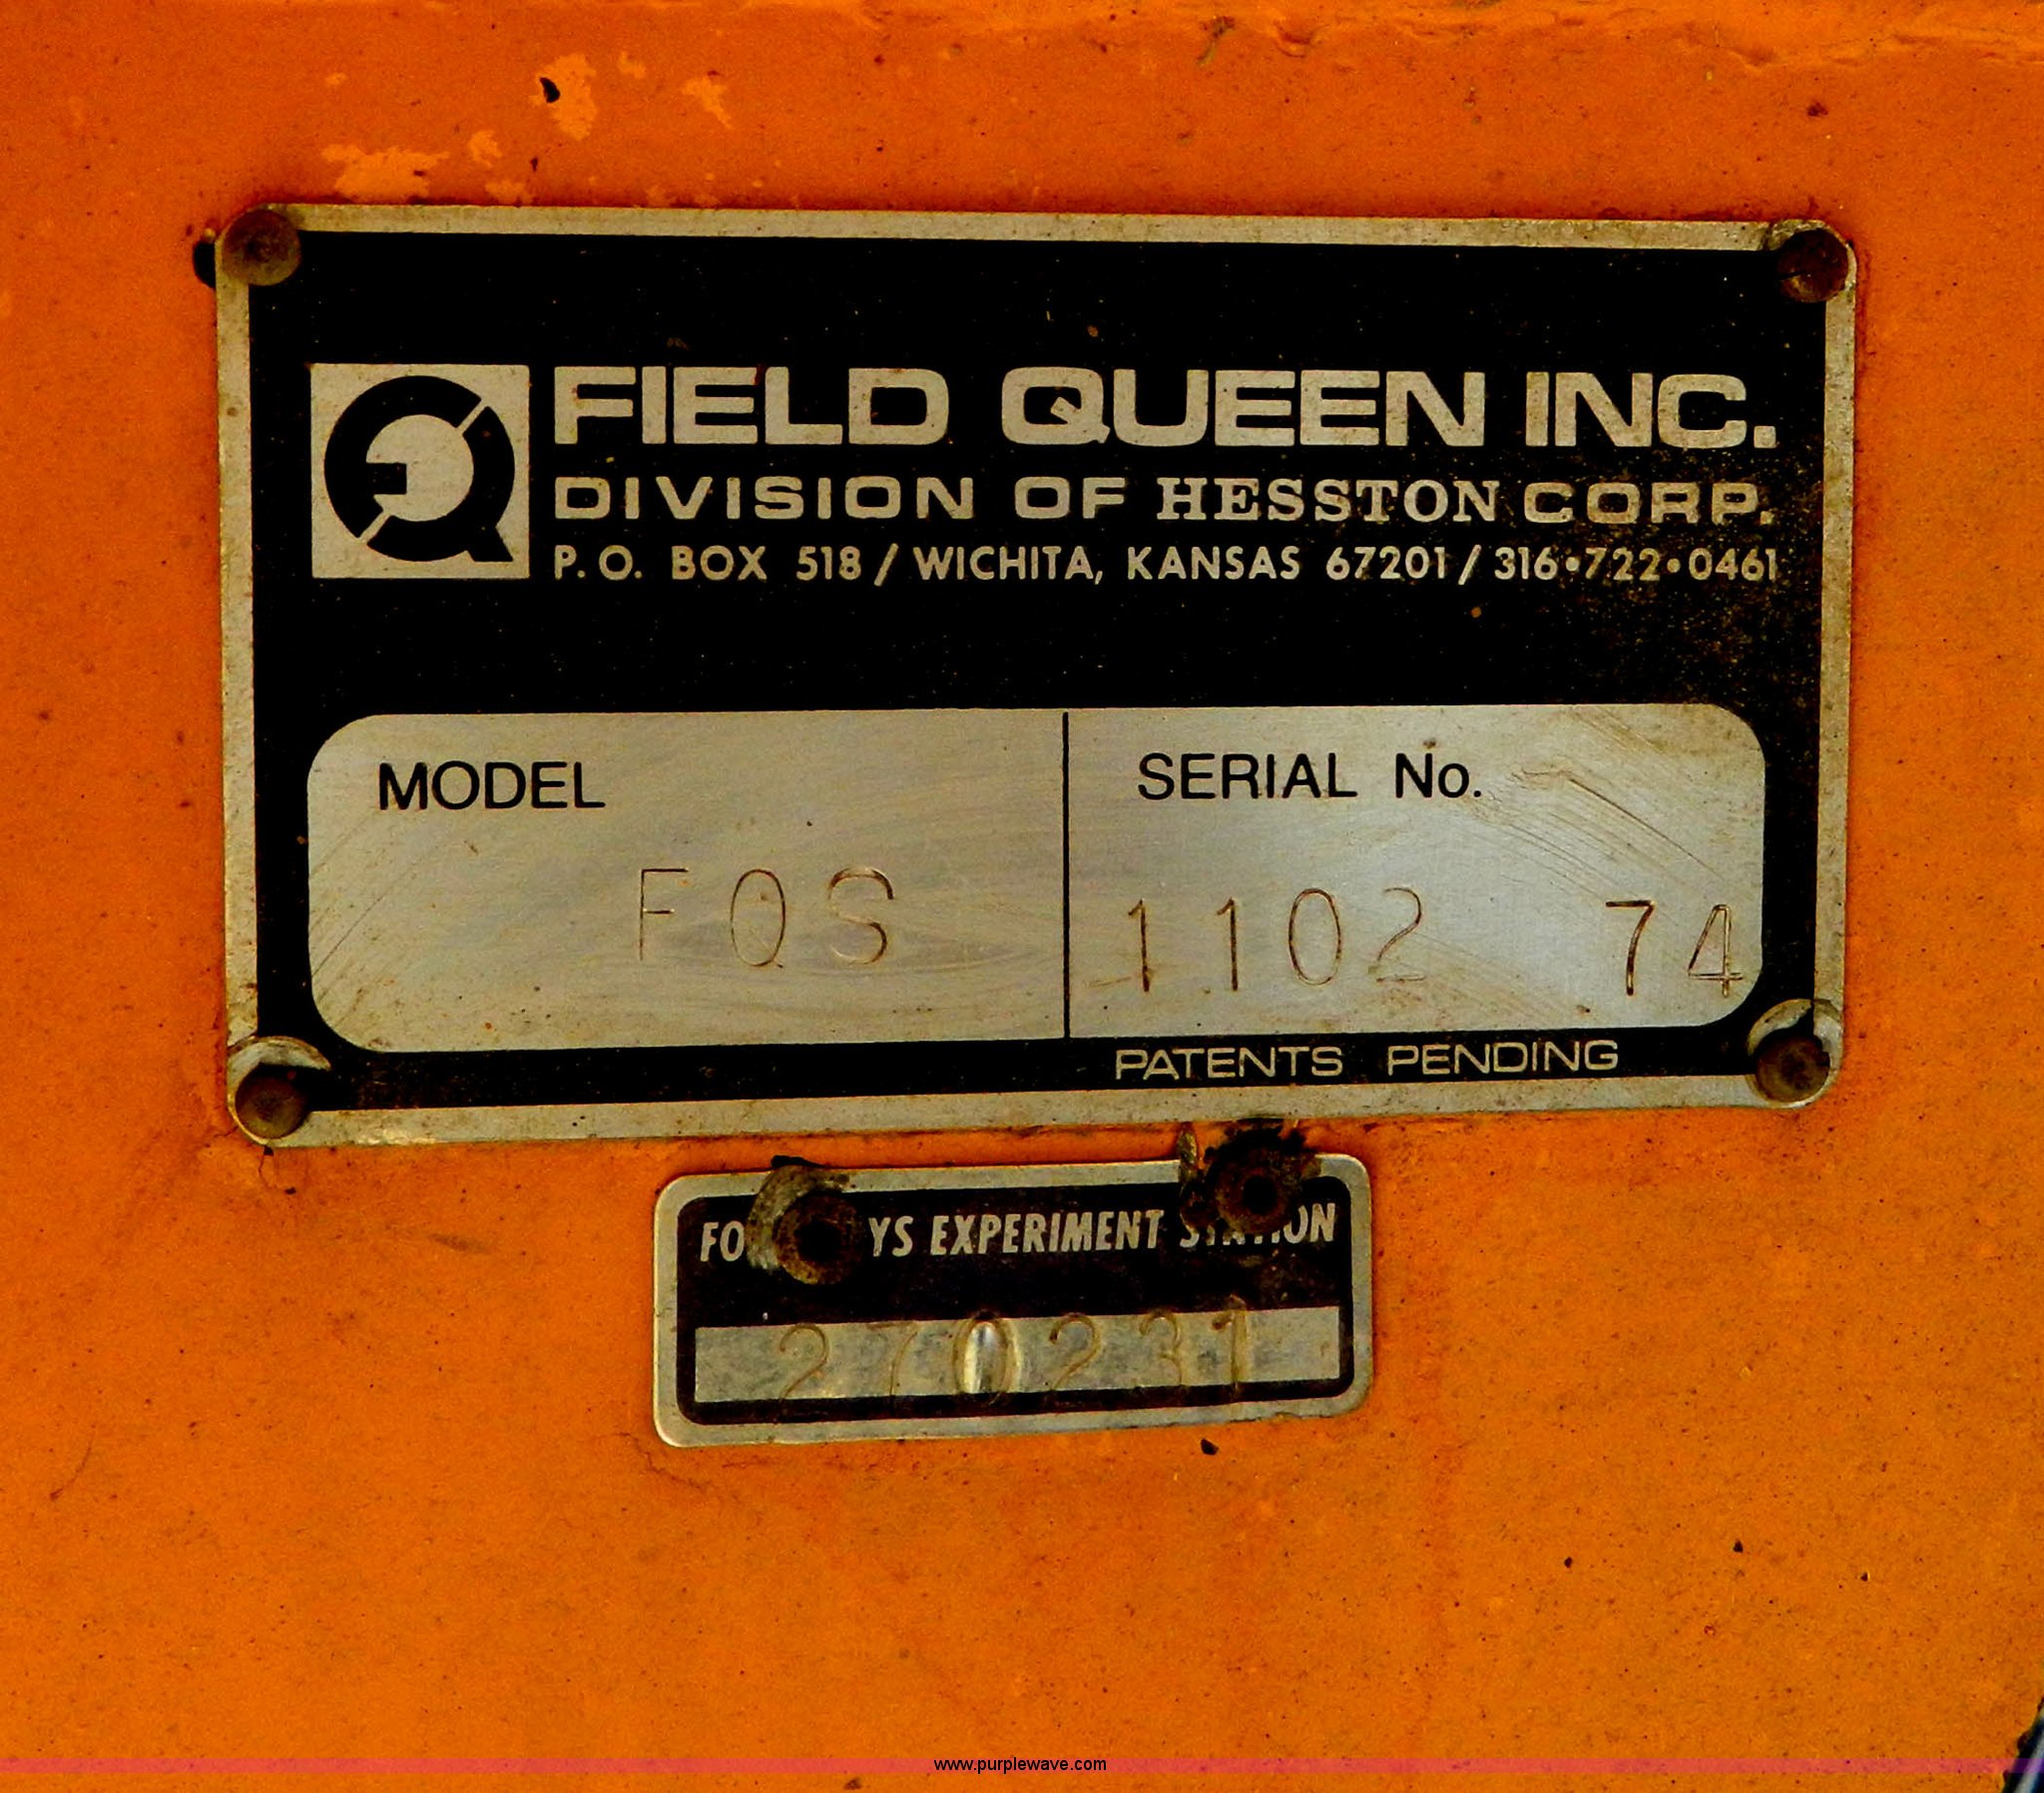 FIELD QUEEN INC.
DIVISION OF HESSTON CORP.
P.O. BOX 518 / WICHITA, KANSAS 67201 / 316•722•0461
MODEL SERIAL No.
FQS 1102 74
PATENTS PENDING
EXPERIMENT STATION
270231
www.purplewave.com